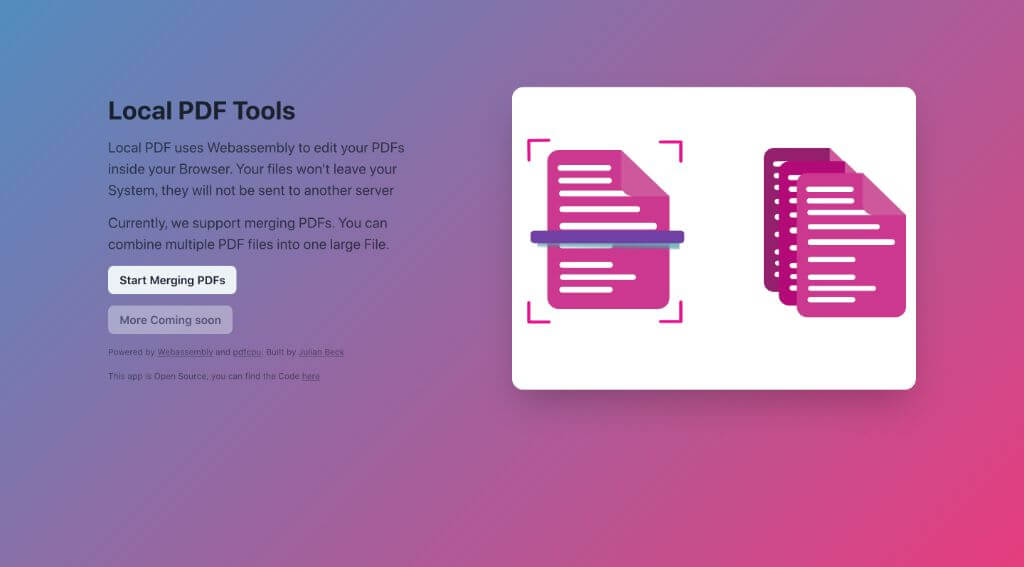 Local PDF Tools
Local PDF uses Webassembly to edit your PDFs
inside your Browser. Your files won't leave your
System, they will not be sent to another server
Currently, we support merging PDFs. You can
combine multiple PDF files into one large File.
Start Merging PDFs
More Coming soon
Powered by Webassembly and pdfcpu. Built by Julian Beck
This app is Open Source, you can find the Code here